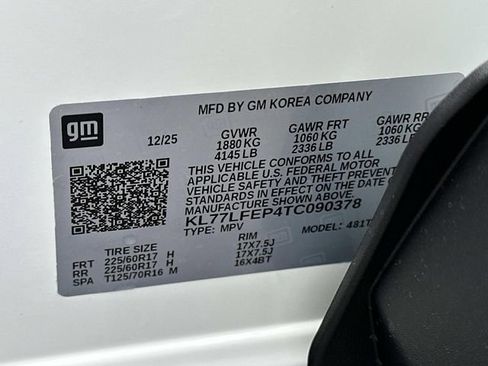 MFD BY GM KOREA COMPANY
gm
12/25 GVWR GAWR FRT GAWR RR
1880 KG 1060 KG 1060 KG
4145 LB 2336 LB 2336 LB
THIS VEHICLE CONFORMS TO ALL
APPLICABLE U.S. FEDERAL MOTOR
VEHICLE SAFETY AND THEFT PREVENTION
STANDARDS IN EFFECT ON THE DATE OF
MANUFACTURE SHOWN ABOVE.
KL77LFEP4TC090378
TYPE: MPV MODEL: 481T
TIRE SIZE RIM
FRT 225/60R17 H 17X7.5J
RR 225/60R17 H 17X7.5J
SPA T125/70R16 M 16X4BT